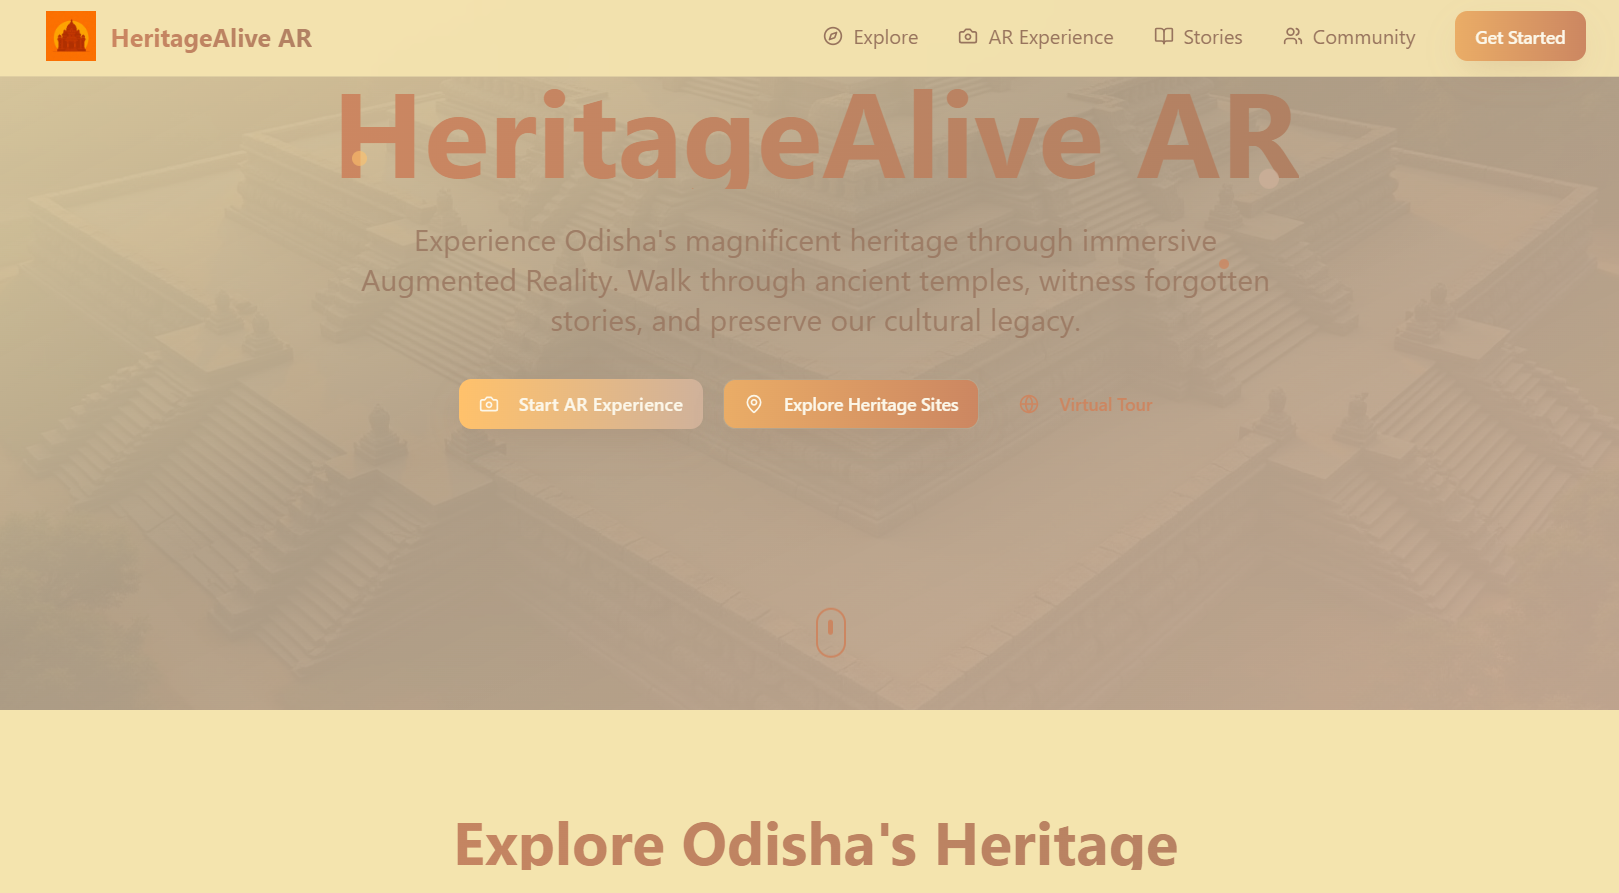 HeritageAlive AR
Explore
AR Experience
Stories
Community
Get Started
HeritageAlive AR
Experience Odisha's magnificent heritage through immersive
Augmented Reality. Walk through ancient temples, witness forgotten
stories, and preserve our cultural legacy.
Start AR Experience
Explore Heritage Sites
Virtual Tour
Explore Odisha's Heritage